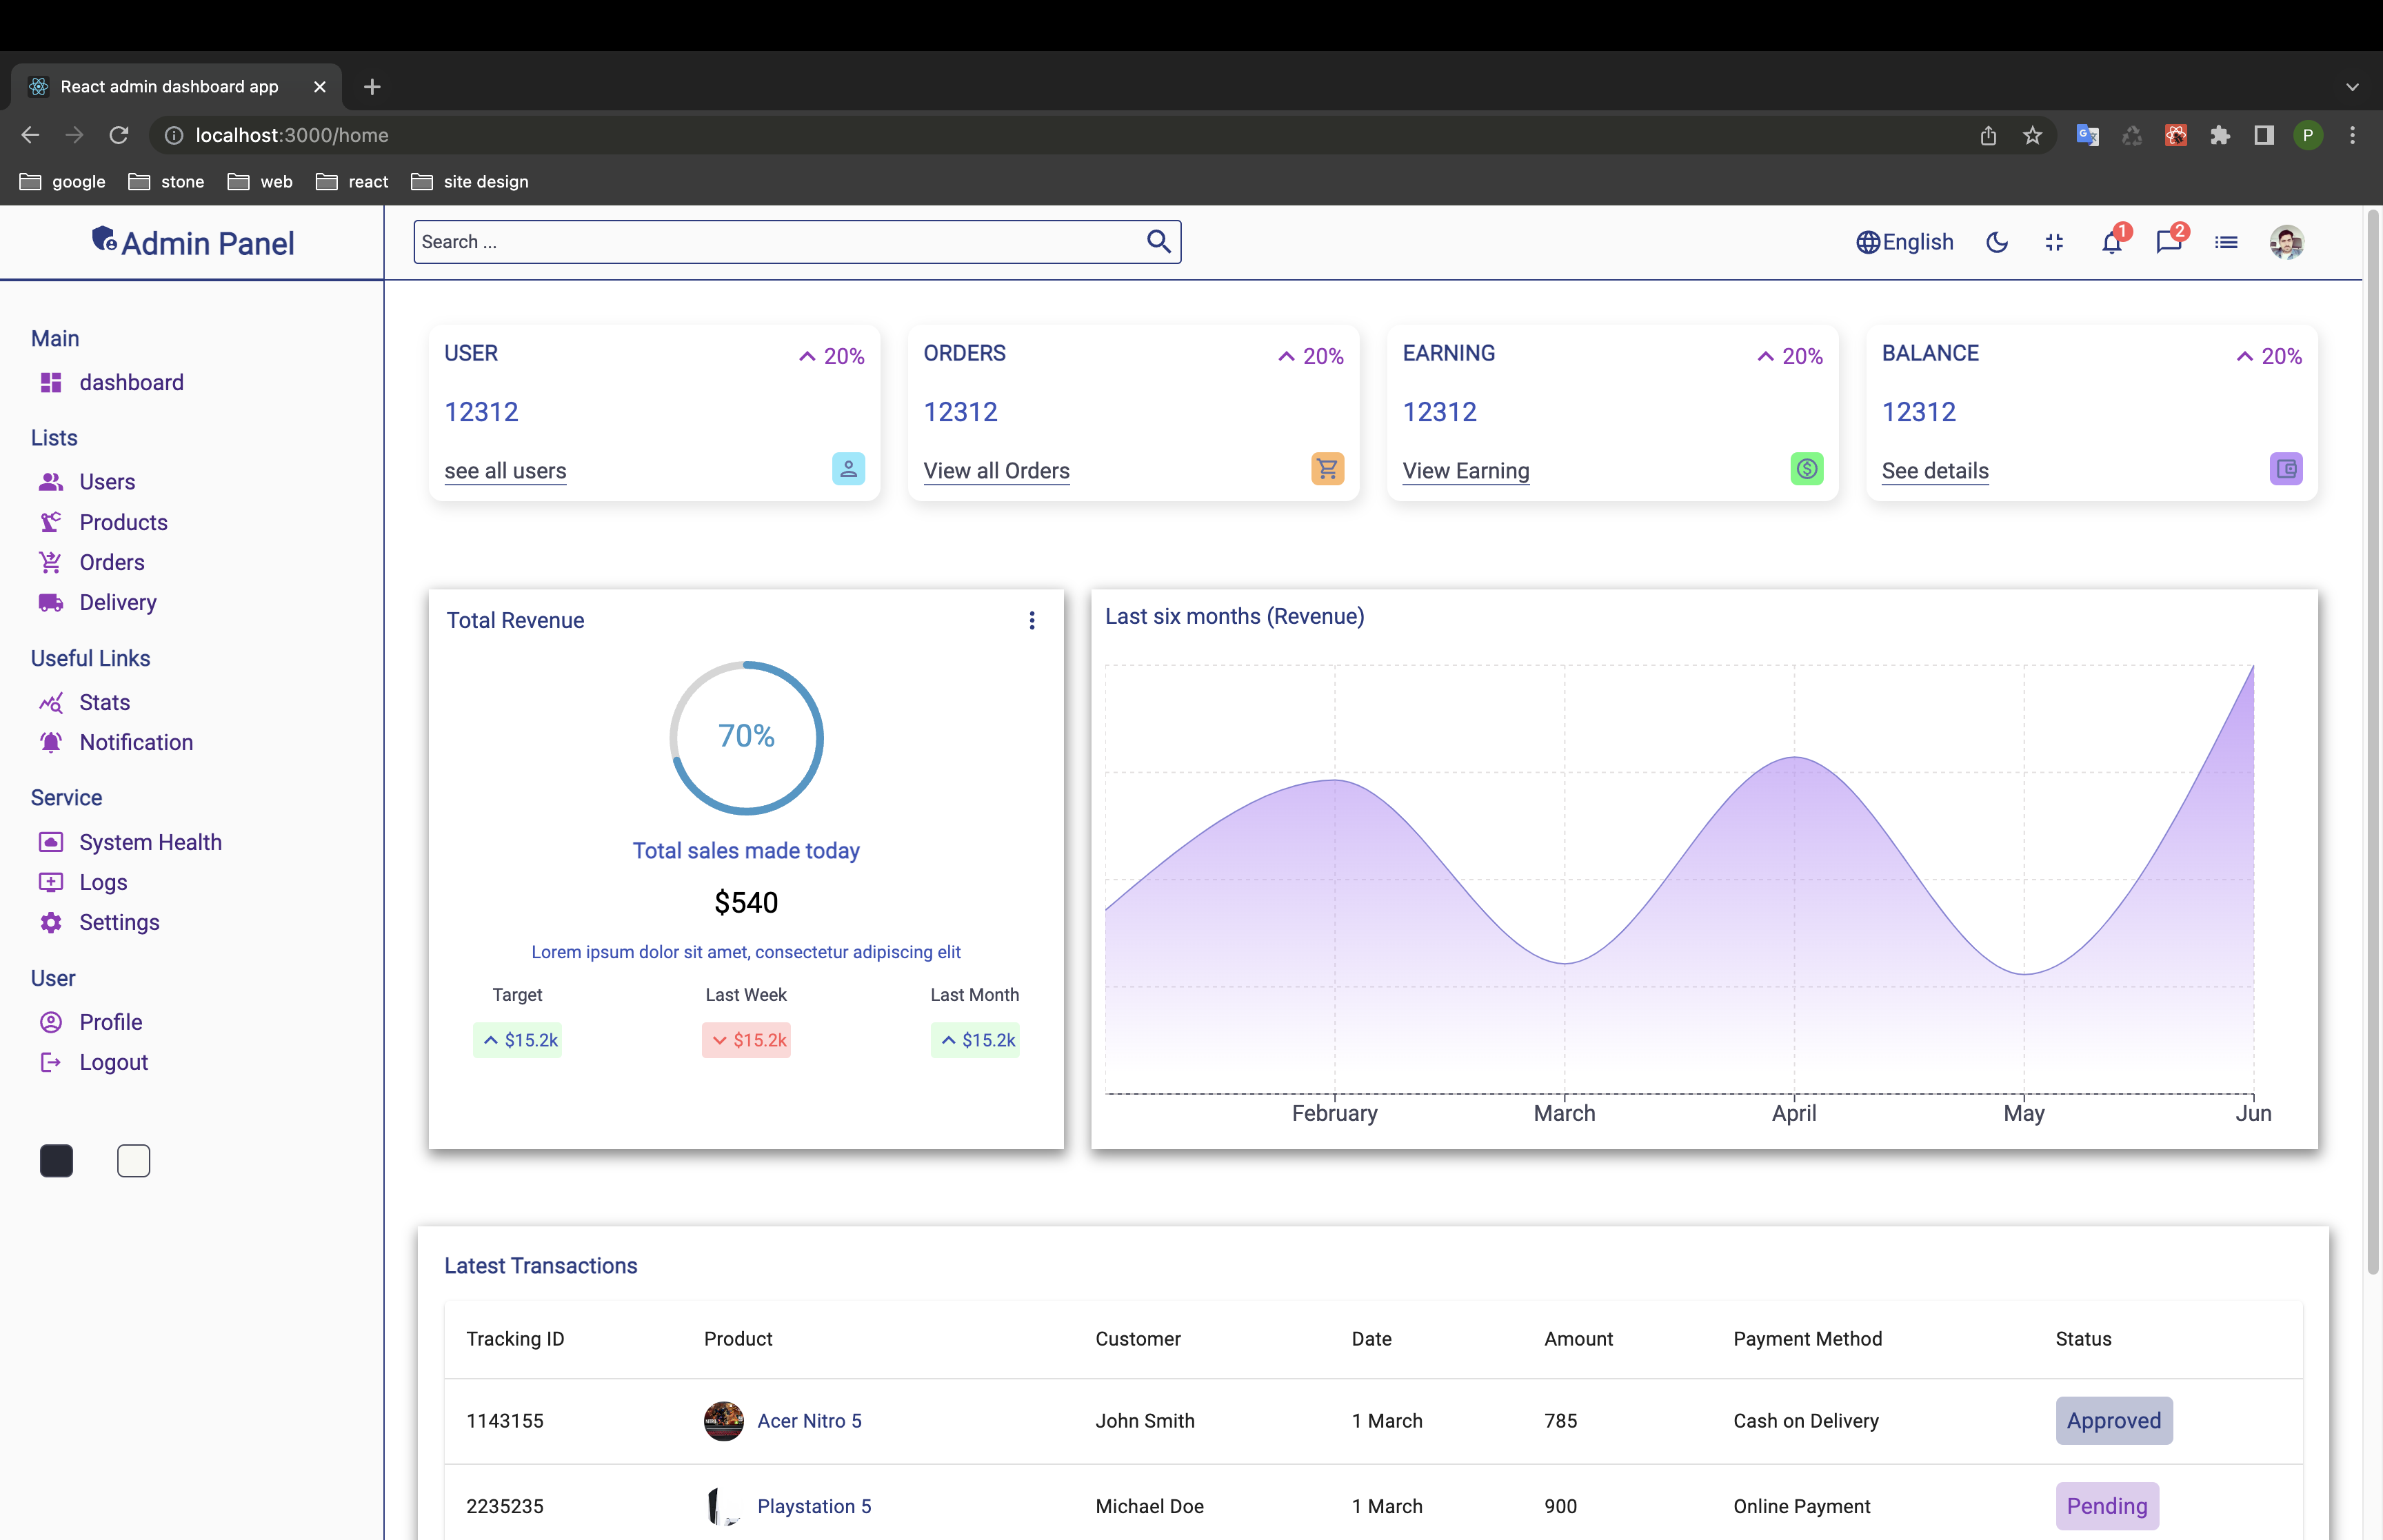 React admin dashboard app
localhost:3000/home
P
google stone web react site design
Admin Panel
Search ...
English
1
2
Main
dashboard
Lists
Users
Products
Orders
Delivery
Useful Links
Stats
Notification
Service
System Health
Logs
Settings
User
Profile
Logout
USER 20%
12312
see all users
ORDERS 20%
12312
View all Orders
EARNING 20%
12312
View Earning
BALANCE 20%
12312
See details
Total Revenue
70%
Total sales made today
$540
Lorem ipsum dolor sit amet, consectetur adipiscing elit
Target Last Week Last Month
$15.2k $15.2k $15.2k
Last six months (Revenue)
February March April May Jun
Latest Transactions
Tracking ID Product Customer Date Amount Payment Method Status
1143155 Acer Nitro 5 John Smith 1 March 785 Cash on Delivery Approved
2235235 Playstation 5 Michael Doe 1 March 900 Online Payment Pending